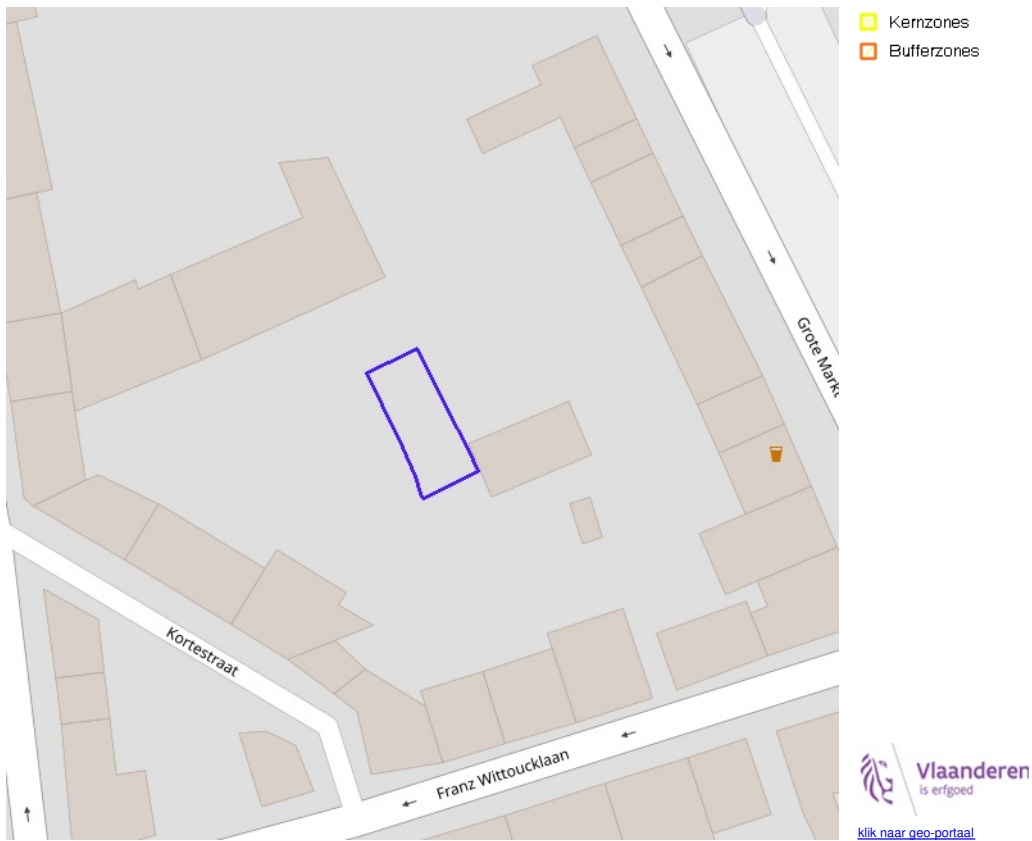 Kernzones
Bufferzones
Grote Markt
Kortestraat
Franz Wittoucklaan
Vlaanderen
is erfgoed
klik naar geo-portaal